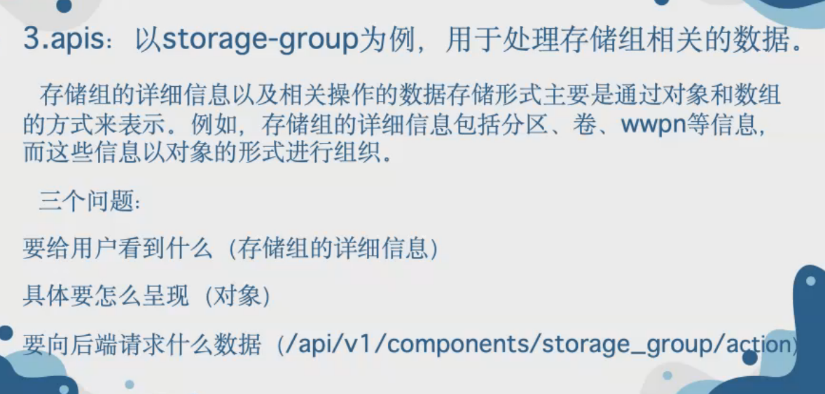 3.apis：以storage-group为例，用于处理存储组相关的数据。
存储组的详细信息以及相关操作的数据存储形式主要是通过对象和数组
的方式来表示。例如，存储组的详细信息包括分区、卷、wwpn等信息，
而这些信息以对象的形式进行组织。
三个问题：
要给用户看到什么（存储组的详细信息）
具体要怎么呈现（对象）
要向后端请求什么数据（/api/v1/components/storage_group/action）